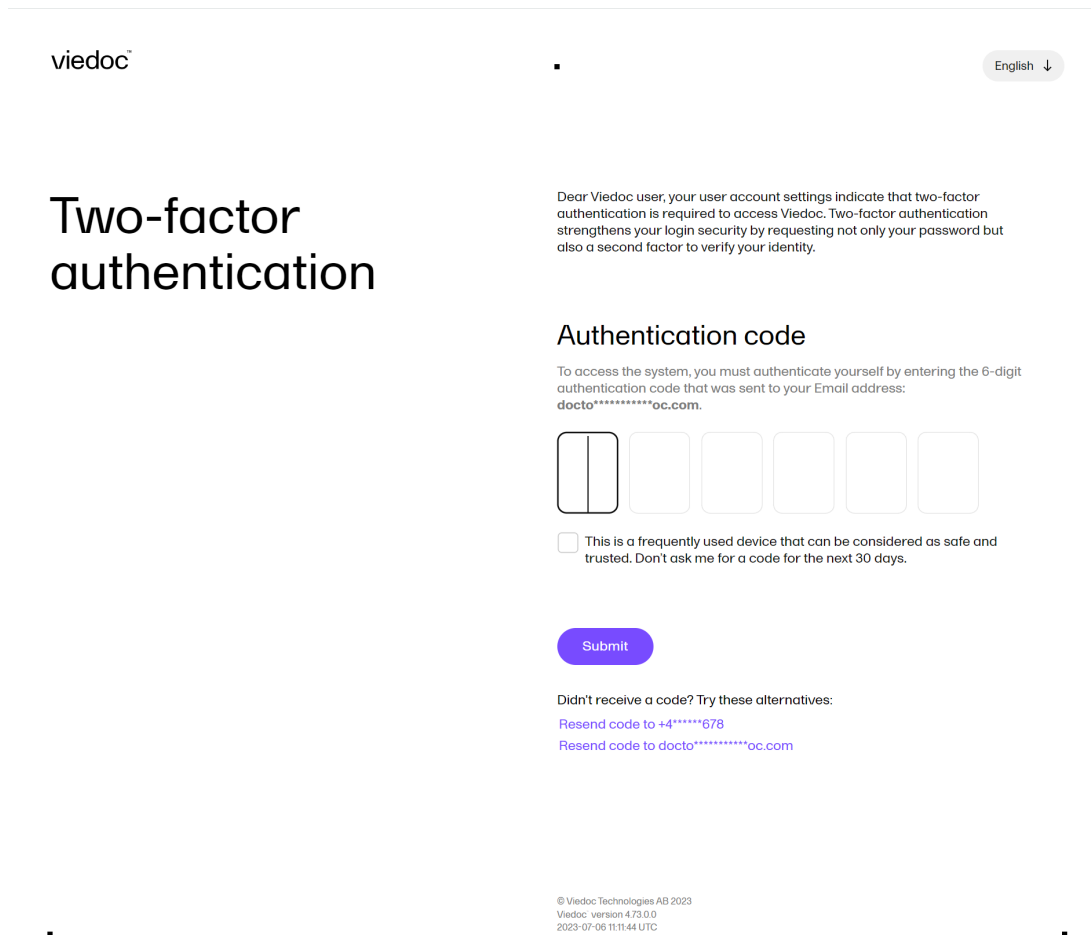 viedoc™
English ↓
Two-factor
authentication
Dear Viedoc user, your user account settings indicate that two-factor
authentication is required to access Viedoc. Two-factor authentication
strengthens your login security by requesting not only your password but
also a second factor to verify your identity.
Authentication code
To access the system, you must authenticate yourself by entering the 6-digit
authentication code that was sent to your Email address:
docto***********oc.com.
This is a frequently used device that can be considered as safe and
trusted. Don't ask me for a code for the next 30 days.
Submit
Didn't receive a code? Try these alternatives:
Resend code to +4******678
Resend code to docto***********oc.com
© Viedoc Technologies AB 2023
Viedoc version 4.73.0.0
2023-07-06 11:11:44 UTC